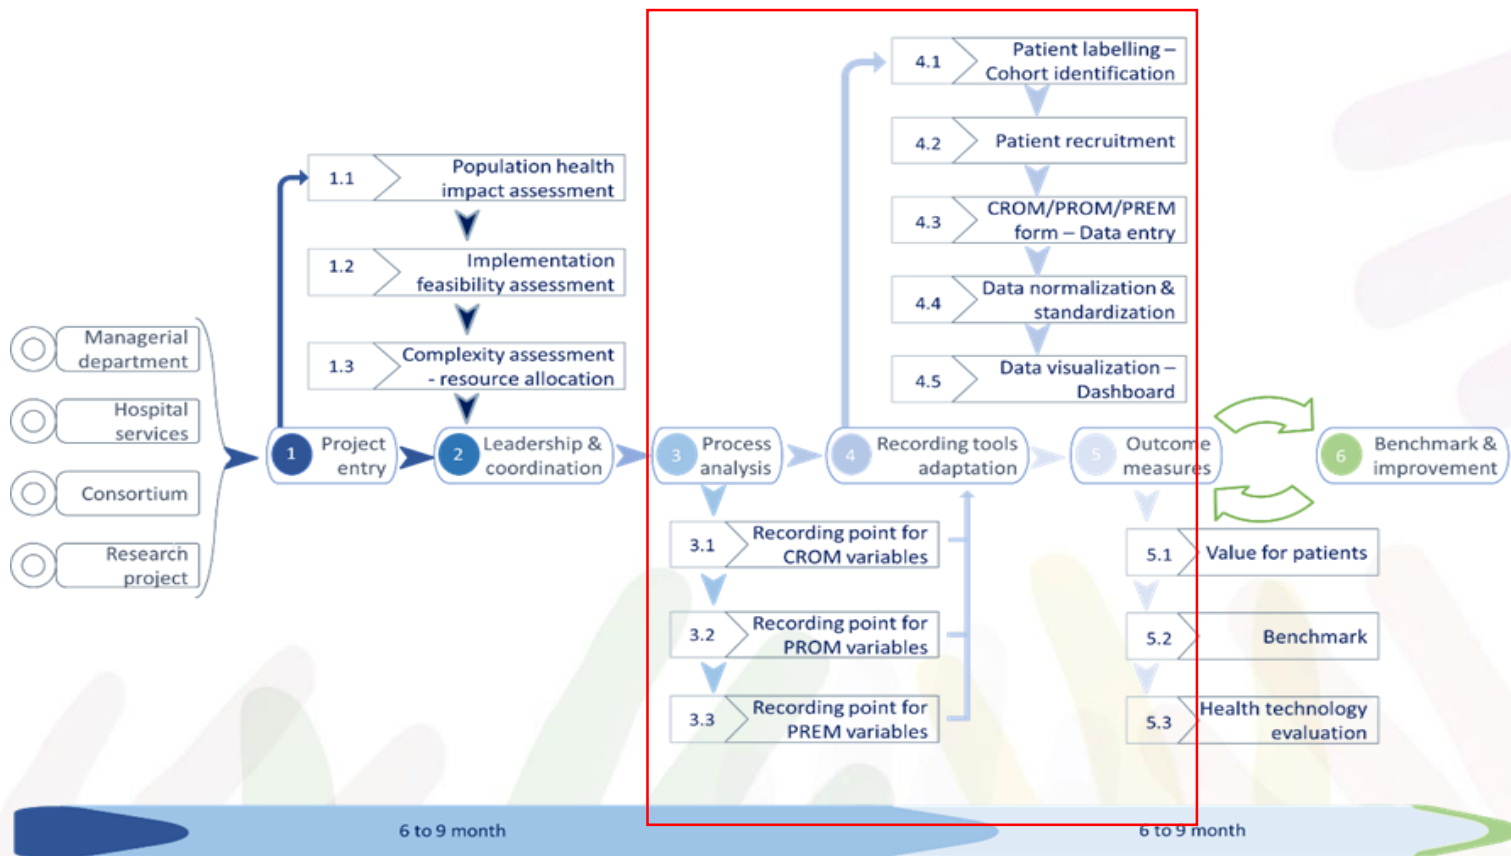 Managerial
department
Hospital
services
Consortium
Research
project
1
Project
entry
1.1
Population health
impact assessment
1.2
Implementation
feasibility assessment
1.3
Complexity assessment
- resource allocation
2
Leadership &
coordination
3
Process
analysis
3.1
Recording point for
CROM variables
3.2
Recording point for
PROM variables
3.3
Recording point for
PREM variables
4
Recording tools
adaptation
4.1
Patient labelling –
Cohort identification
4.2
Patient recruitment
4.3
CROM/PROM/PREM
form – Data entry
4.4
Data normalization &
standardization
4.5
Data visualization –
Dashboard
5
Outcome
measures
5.1
Value for patients
5.2
Benchmark
5.3
Health technology
evaluation
6
Benchmark &
improvement
6 to 9 month
6 to 9 month